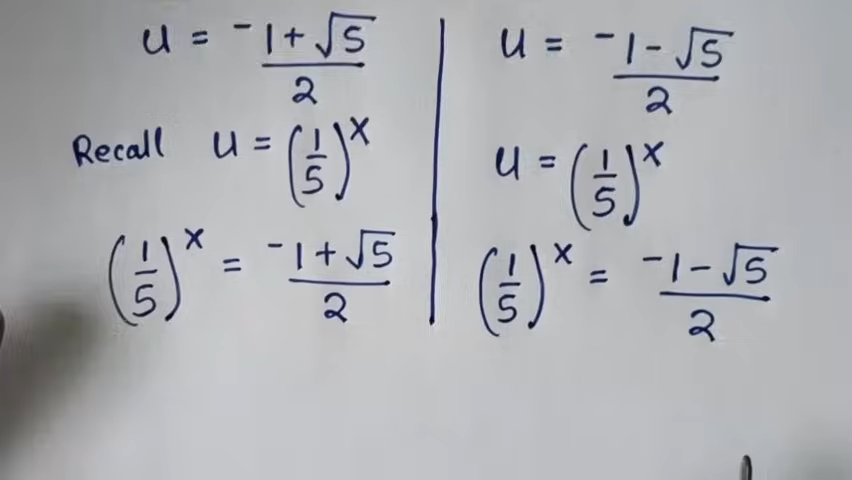 u = -1+√5/2
Recall u = (1/5)^x
(1/5)^x = -1+√5/2
u = -1-√5/2
u = (1/5)^x
(1/5)^x = -1-√5/2